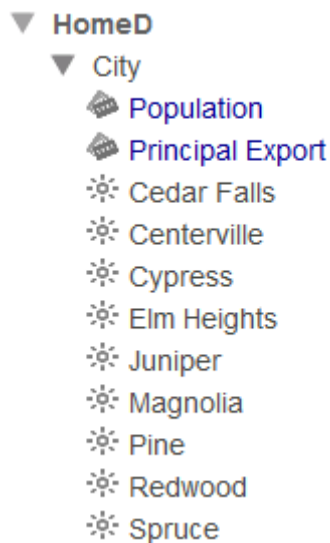 HomeD
City
Population
Principal Export
Cedar Falls
Centerville
Cypress
Elm Heights
Juniper
Magnolia
Pine
Redwood
Spruce